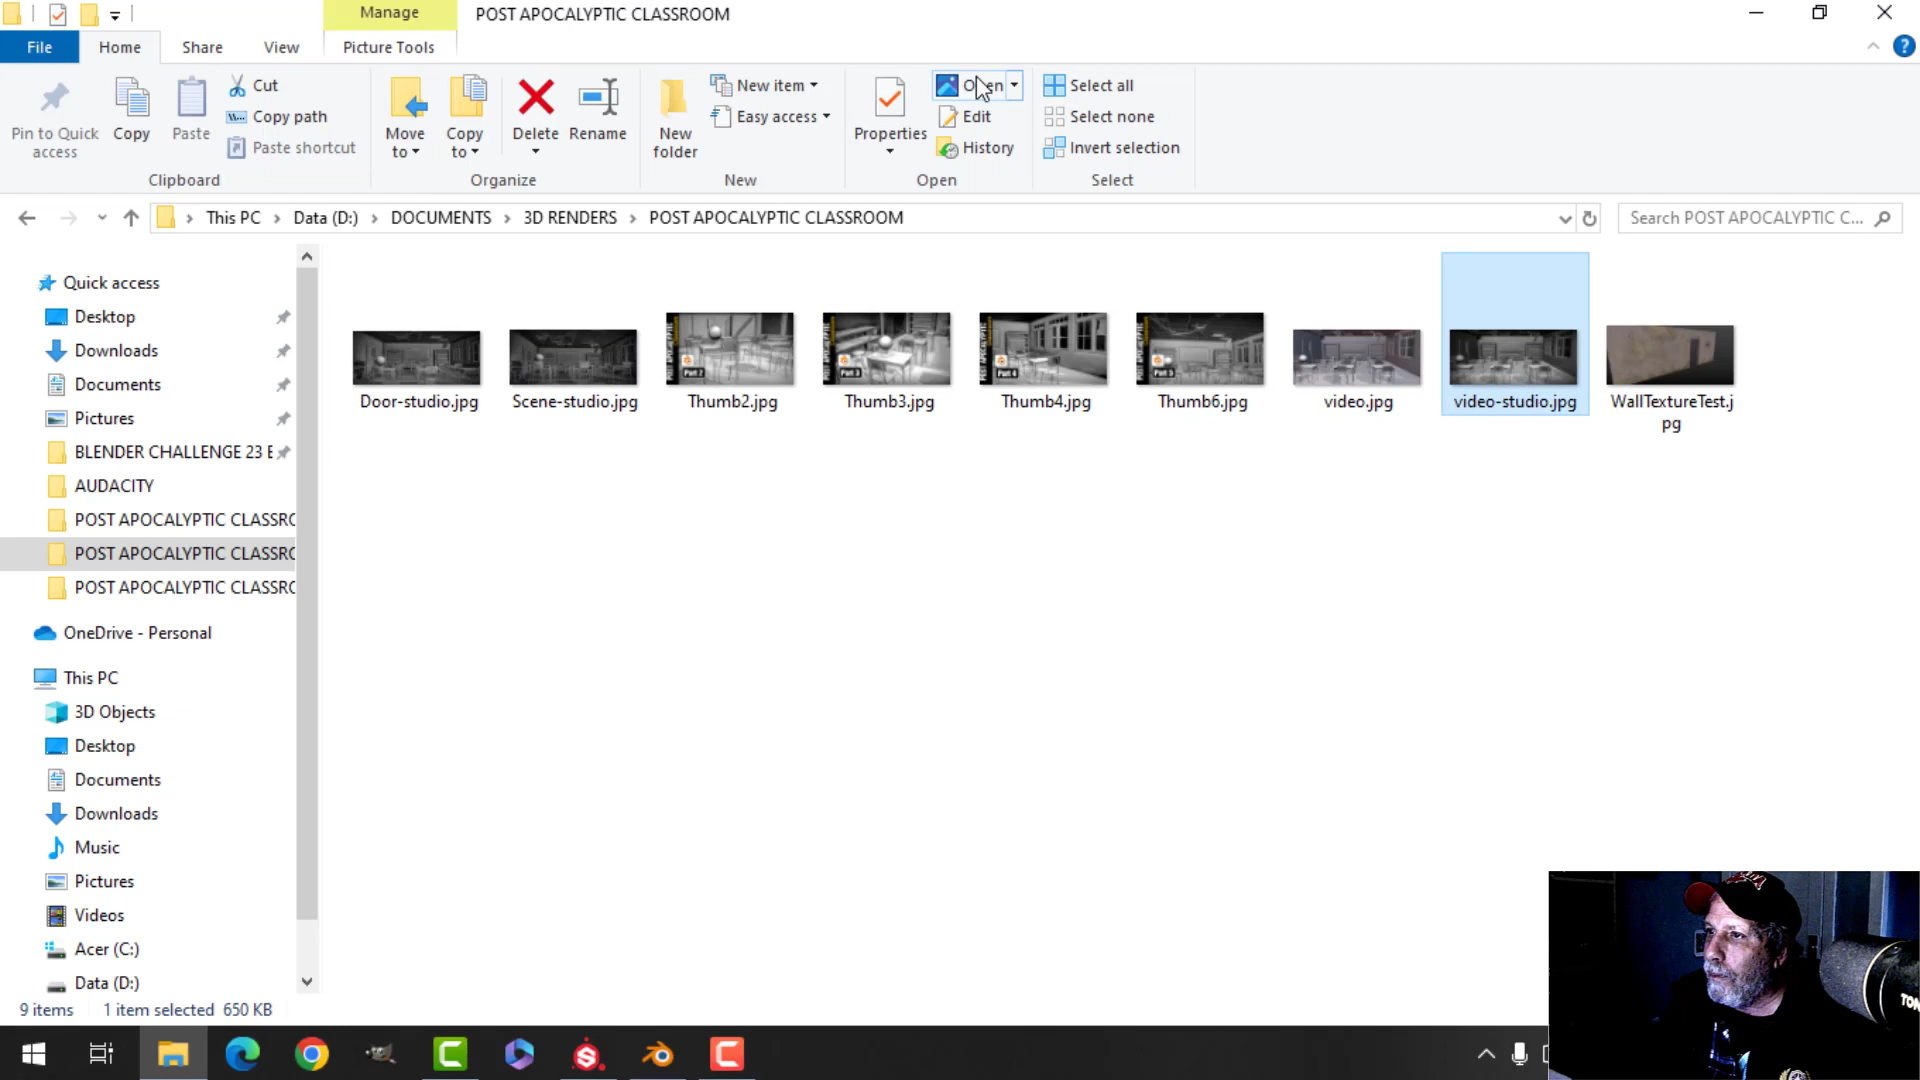 Manage
POST APOCALYPTIC CLASSROOM
File
Home
Share
View
Picture Tools
Pin to Quick
access
Copy
Paste
Cut
Copy path
Paste shortcut
Clipboard
Move
to
Copy
to
Delete
Rename
Organize
New
folder
New item
Easy access
New
Properties
Open
Edit
History
Open
Select all
Select none
Invert selection
Select
This PC
Data (D:)
DOCUMENTS
3D RENDERS
POST APOCALYPTIC CLASSROOM
Search POST APOCALYPTIC C...
Quick access
Desktop
Downloads
Documents
Pictures
BLENDER CHALLENGE 23 E
AUDACITY
POST APOCALYPTIC CLASSRO
POST APOCALYPTIC CLASSRO
POST APOCALYPTIC CLASSRO
OneDrive - Personal
This PC
3D Objects
Desktop
Documents
Downloads
Music
Pictures
Videos
Acer (C:)
Data (D:)
Door-studio.jpg
Scene-studio.jpg
Thumb2.jpg
Thumb3.jpg
Thumb4.jpg
Thumb6.jpg
video.jpg
video-studio.jpg
WallTextureTest.j
pg
9 items
1 item selected 650 KB